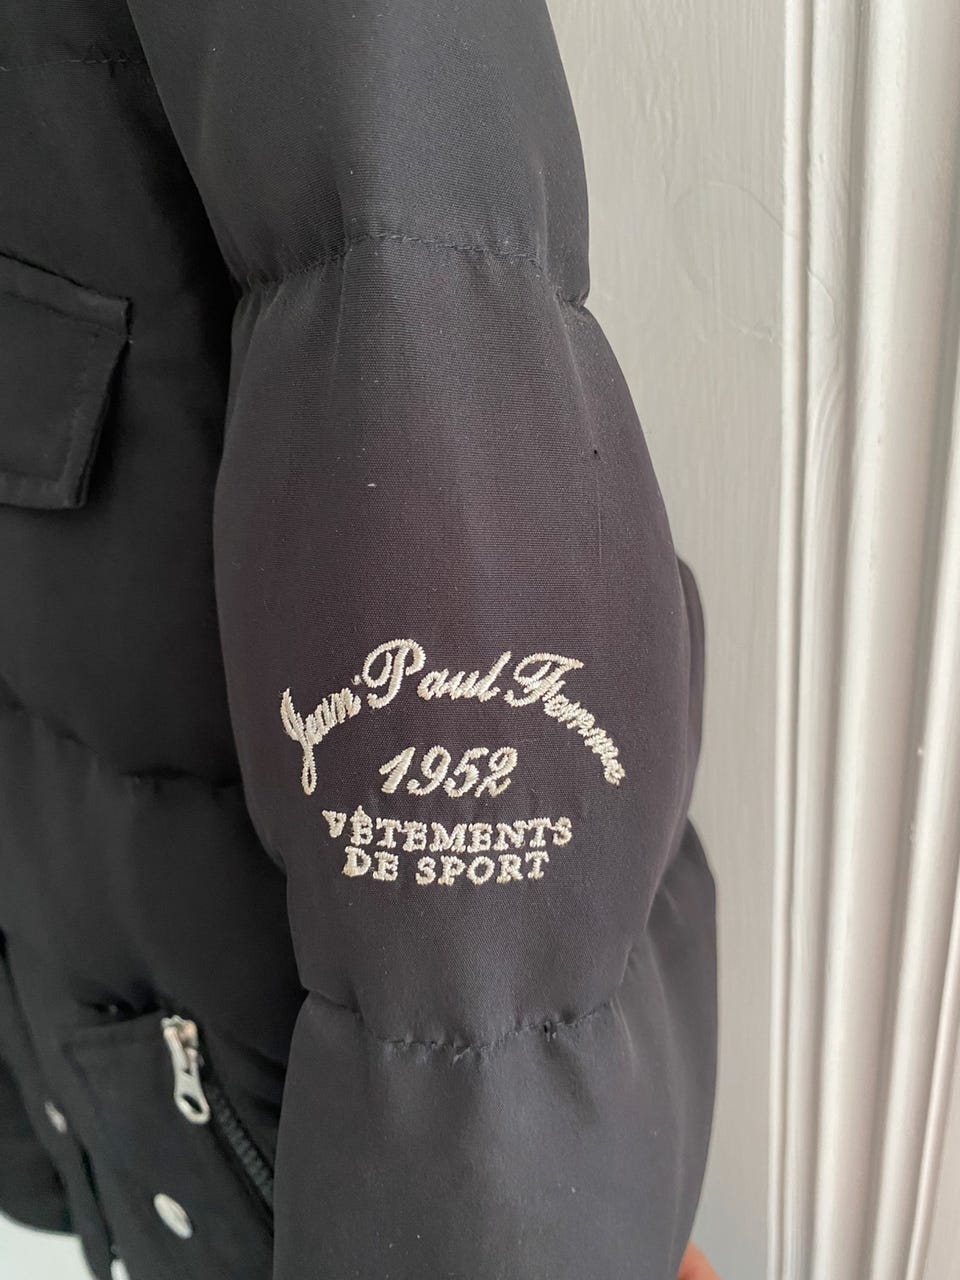 Jean Paul Femme
1952
VÊTEMENTS
DE SPORT